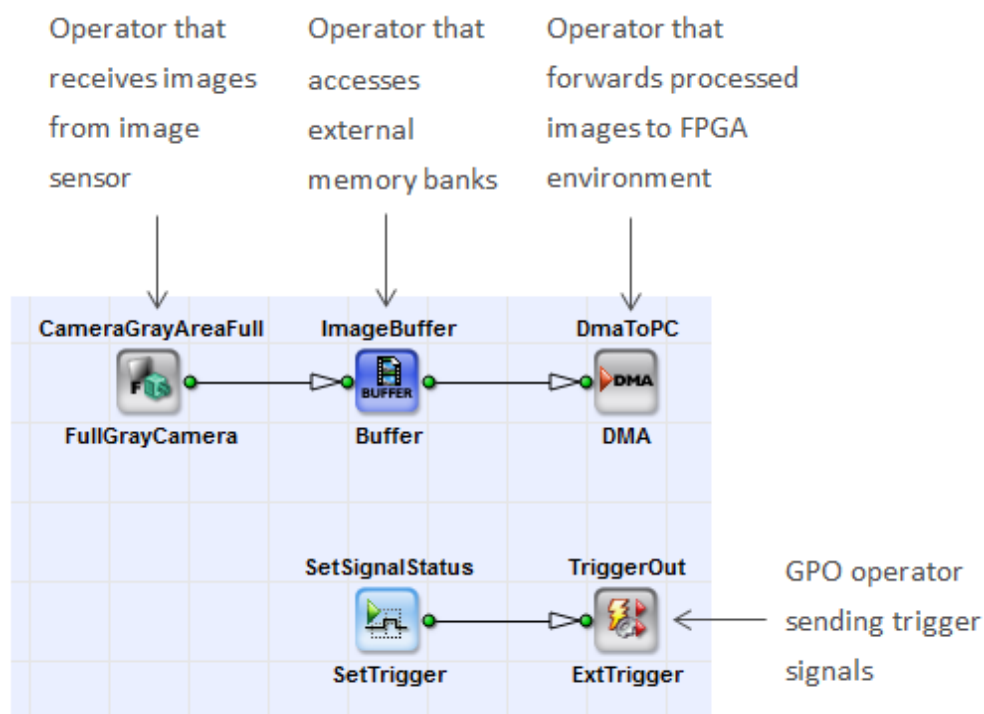 Operator that
receives images
from image
sensor
Operator that
accesses
external
memory banks
Operator that
forwards processed
images to FPGA
environment
CameraGrayAreaFull
ImageBuffer
DmaToPC
F
BUFFER
DMA
FullGrayCamera
Buffer
DMA
SetSignalStatus
TriggerOut
SetTrigger
ExtTrigger
GPO operator
sending trigger
signals